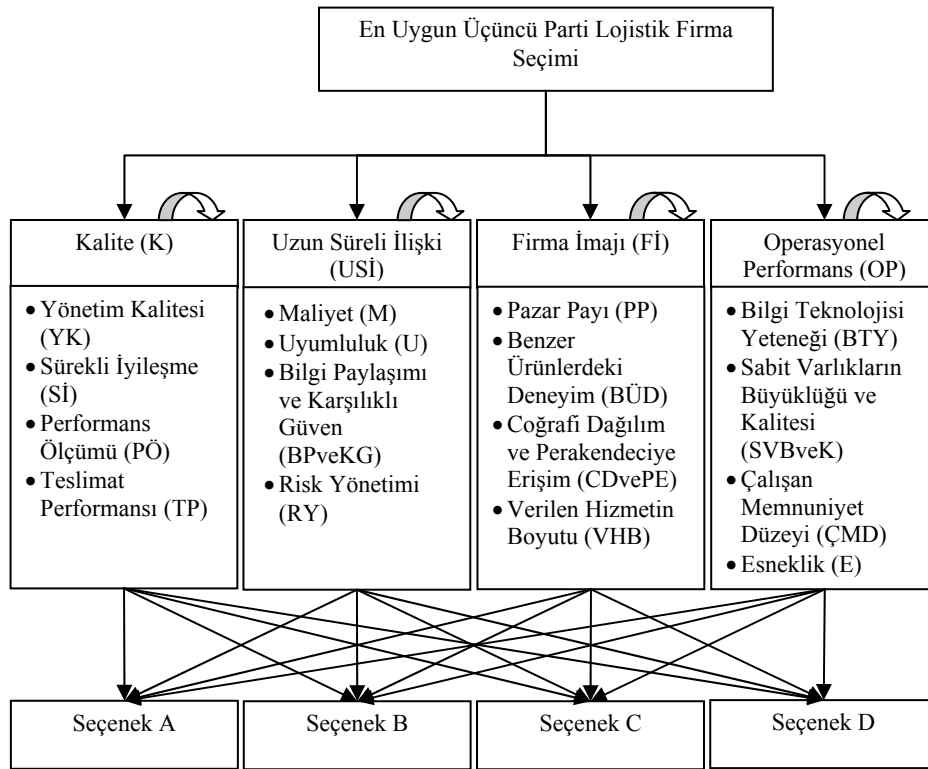 En Uygun Üçüncü Parti Lojistik Firma
Seçimi
Kalite (K)
• Yönetim Kalitesi
(YK)
• Sürekli İyileşme
(Sİ)
• Performans
Ölçümü (PÖ)
• Teslimat
Performansı (TP)
Uzun Süreli İlişki
(USİ)
• Maliyet (M)
• Uyumluluk (U)
• Bilgi Paylaşımı
ve Karşılıklı
Güven
(BPveKG)
• Risk Yönetimi
(RY)
Firma İmajı (Fİ)
• Pazar Payı (PP)
• Benzer
Ürünlerdeki
Deneyim (BÜD)
• Coğrafi Dağılım
ve Perakendeciye
Erişim (CDvePE)
• Verilen Hizmetin
Boyutu (VHB)
Operasyonel
Performans (OP)
• Bilgi Teknolojisi
Yeteneği (BTY)
• Sabit Varlıkların
Büyüklüğü ve
Kalitesi
(SVBveK)
• Çalışan
Memnuniyet
Düzeyi (ÇMD)
• Esneklik (E)
Seçenek A
Seçenek B
Seçenek C
Seçenek D